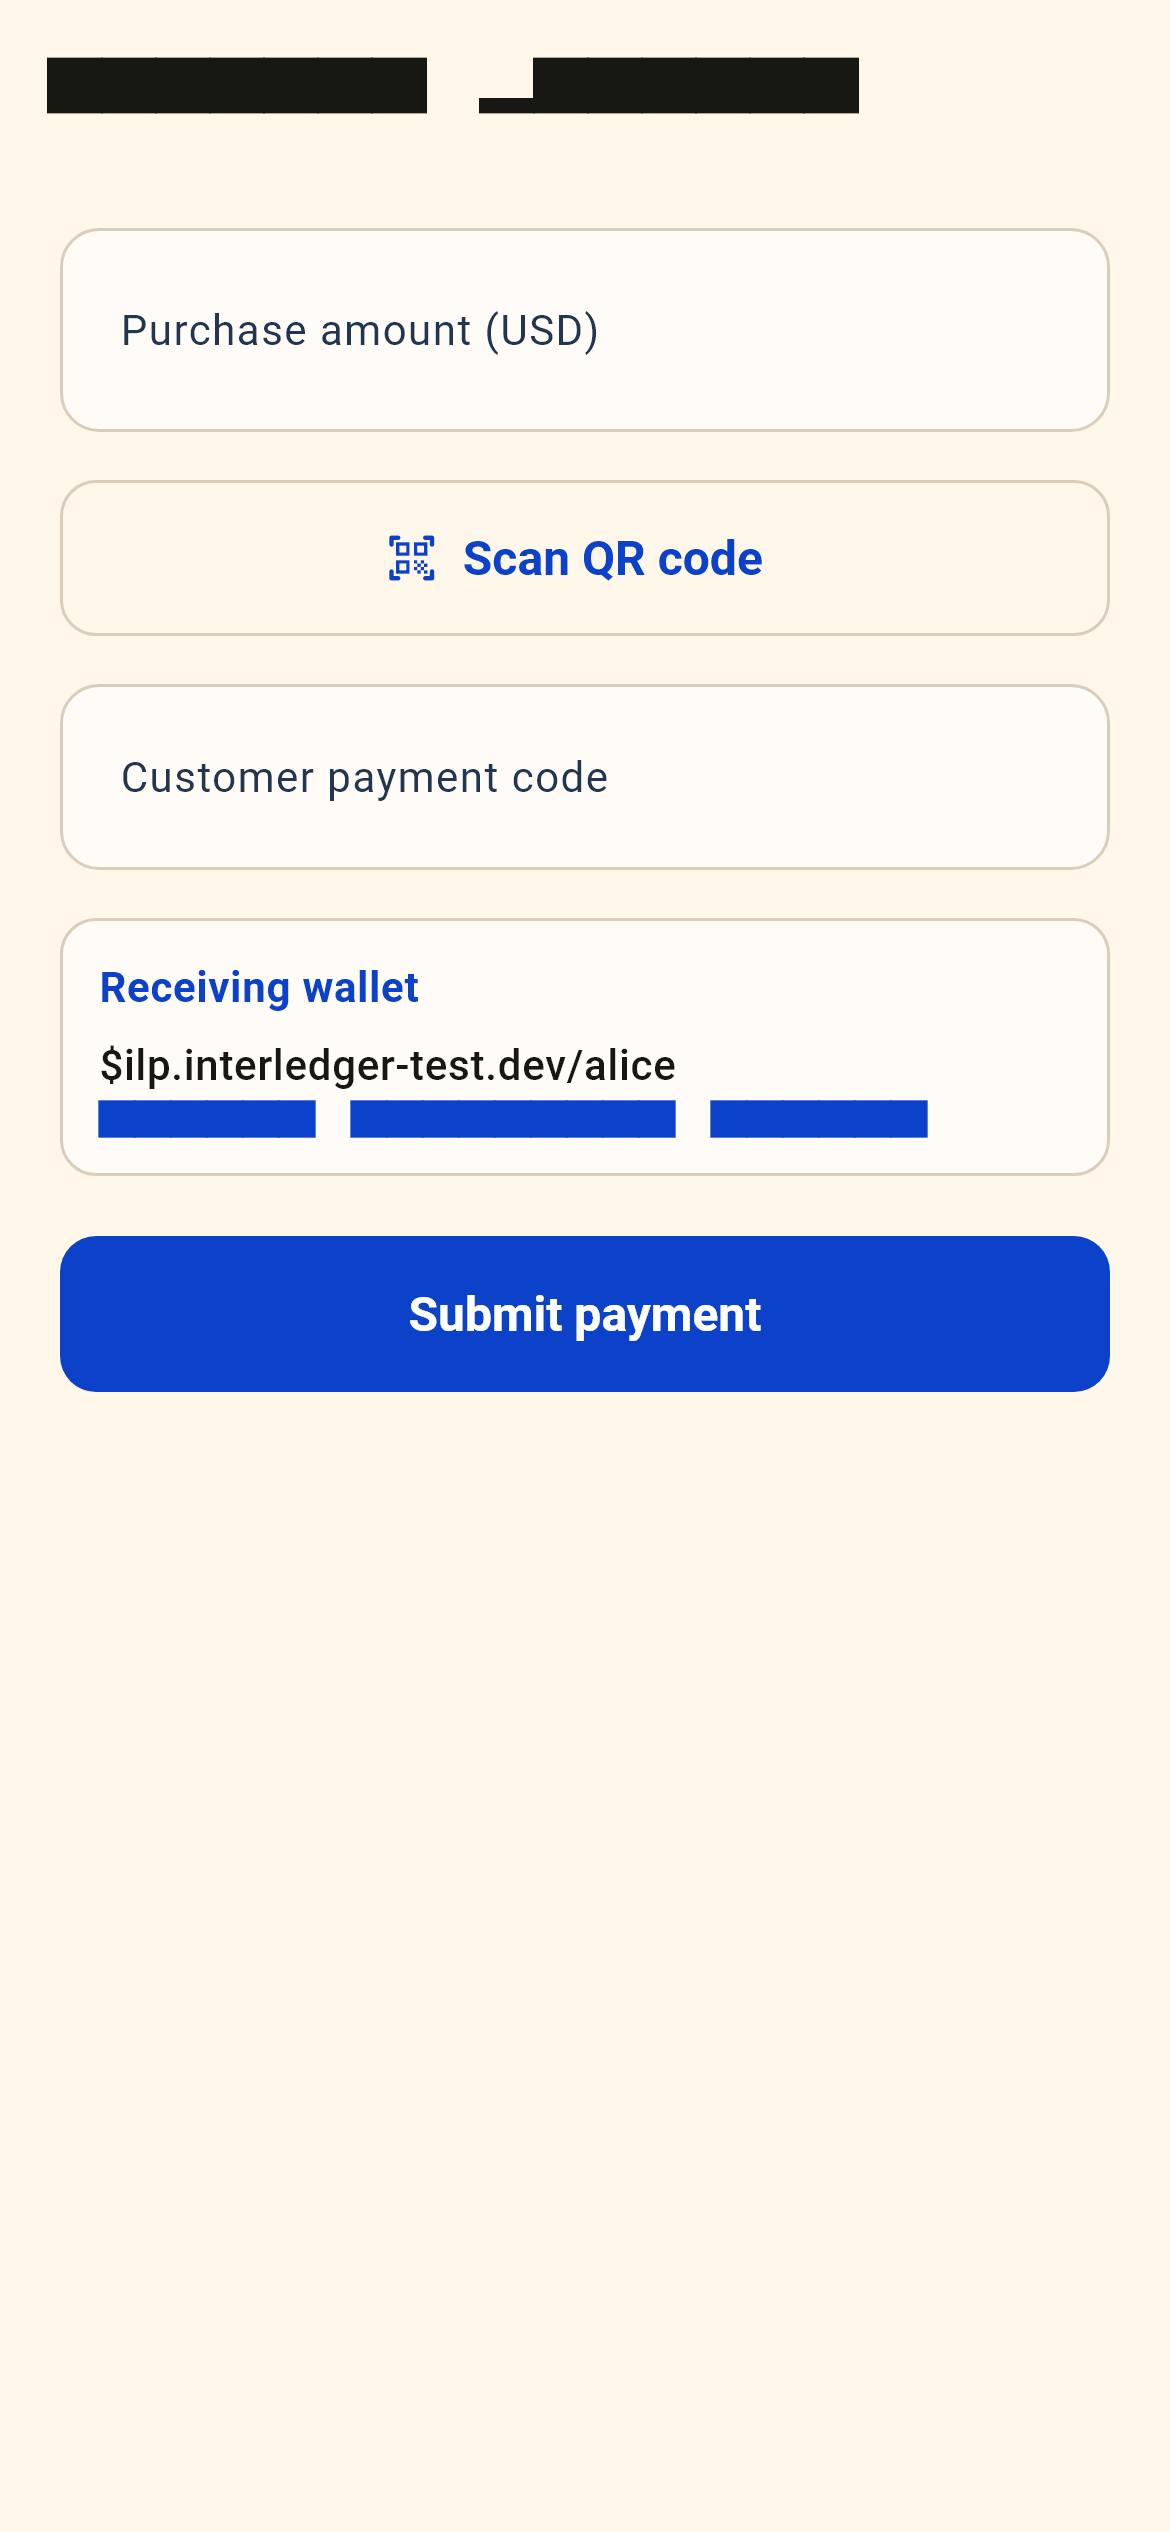 Purchase amount (USD)
Scan QR code
Customer payment code
Receiving wallet
$ilp.interledger-test.dev/alice
Submit payment